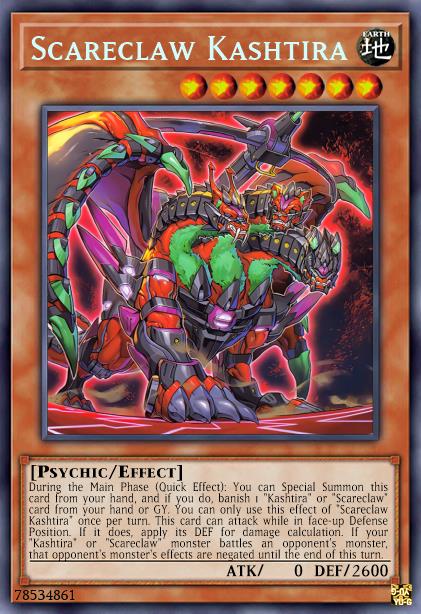 SCARECLAW KASHTIRA
EARTH
地
[PSYCHIC/EFFECT]
During the Main Phase (Quick Effect): You can Special Summon this
card from your hand, and if you do, banish 1 "Kashtira" or "Scareclaw"
card from your hand or GY. You can only use this effect of "Scareclaw
Kashtira" once per turn. This card can attack while in face-up Defense
Position. If it does, apply its DEF for damage calculation. If your
"Kashtira" or "Scareclaw" monster battles an opponent's monster,
that opponent's monster's effects are negated until the end of this turn.
ATK/ 0 DEF/2600
78534861